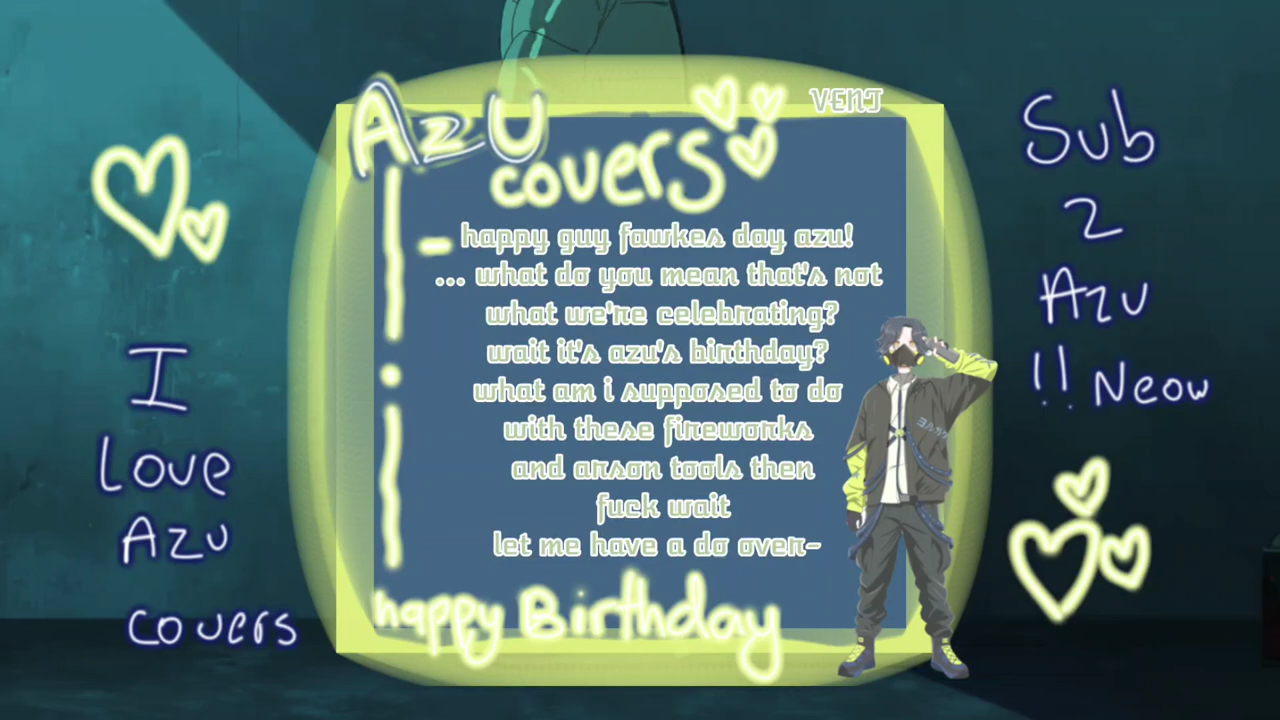 Azu
covers
VENT
- happy guy fawkes day azu!
... what do you mean that's not
what we're celebrating?
wait it's azu's birthday?
what am i supposed to do
with these fireworks
and arson tools then
fuck wait
let me have a do over-
happy Birthday
I
Love
Azu
covers
Sub
2
Azu
!! Neow